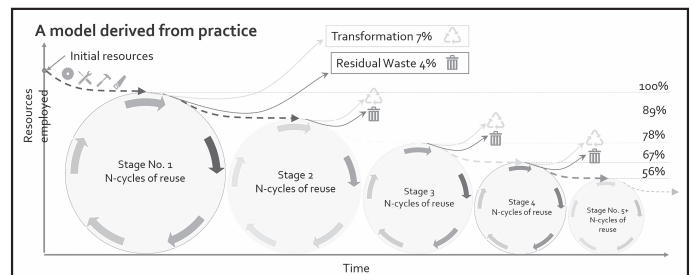 A model derived from practice
Transformation 7%
Initial resources
Residual Waste 4%
100%
Resources
employed
89%
78%
67%
56%
Stage No. 1
N-cycles of reuse
Stage 2
N-cycles of reuse
Stage 3
N-cycles of reuse
Stage 4
N-cycles of reuse
Stage No. 5+
N-cycles of
reuse
Time